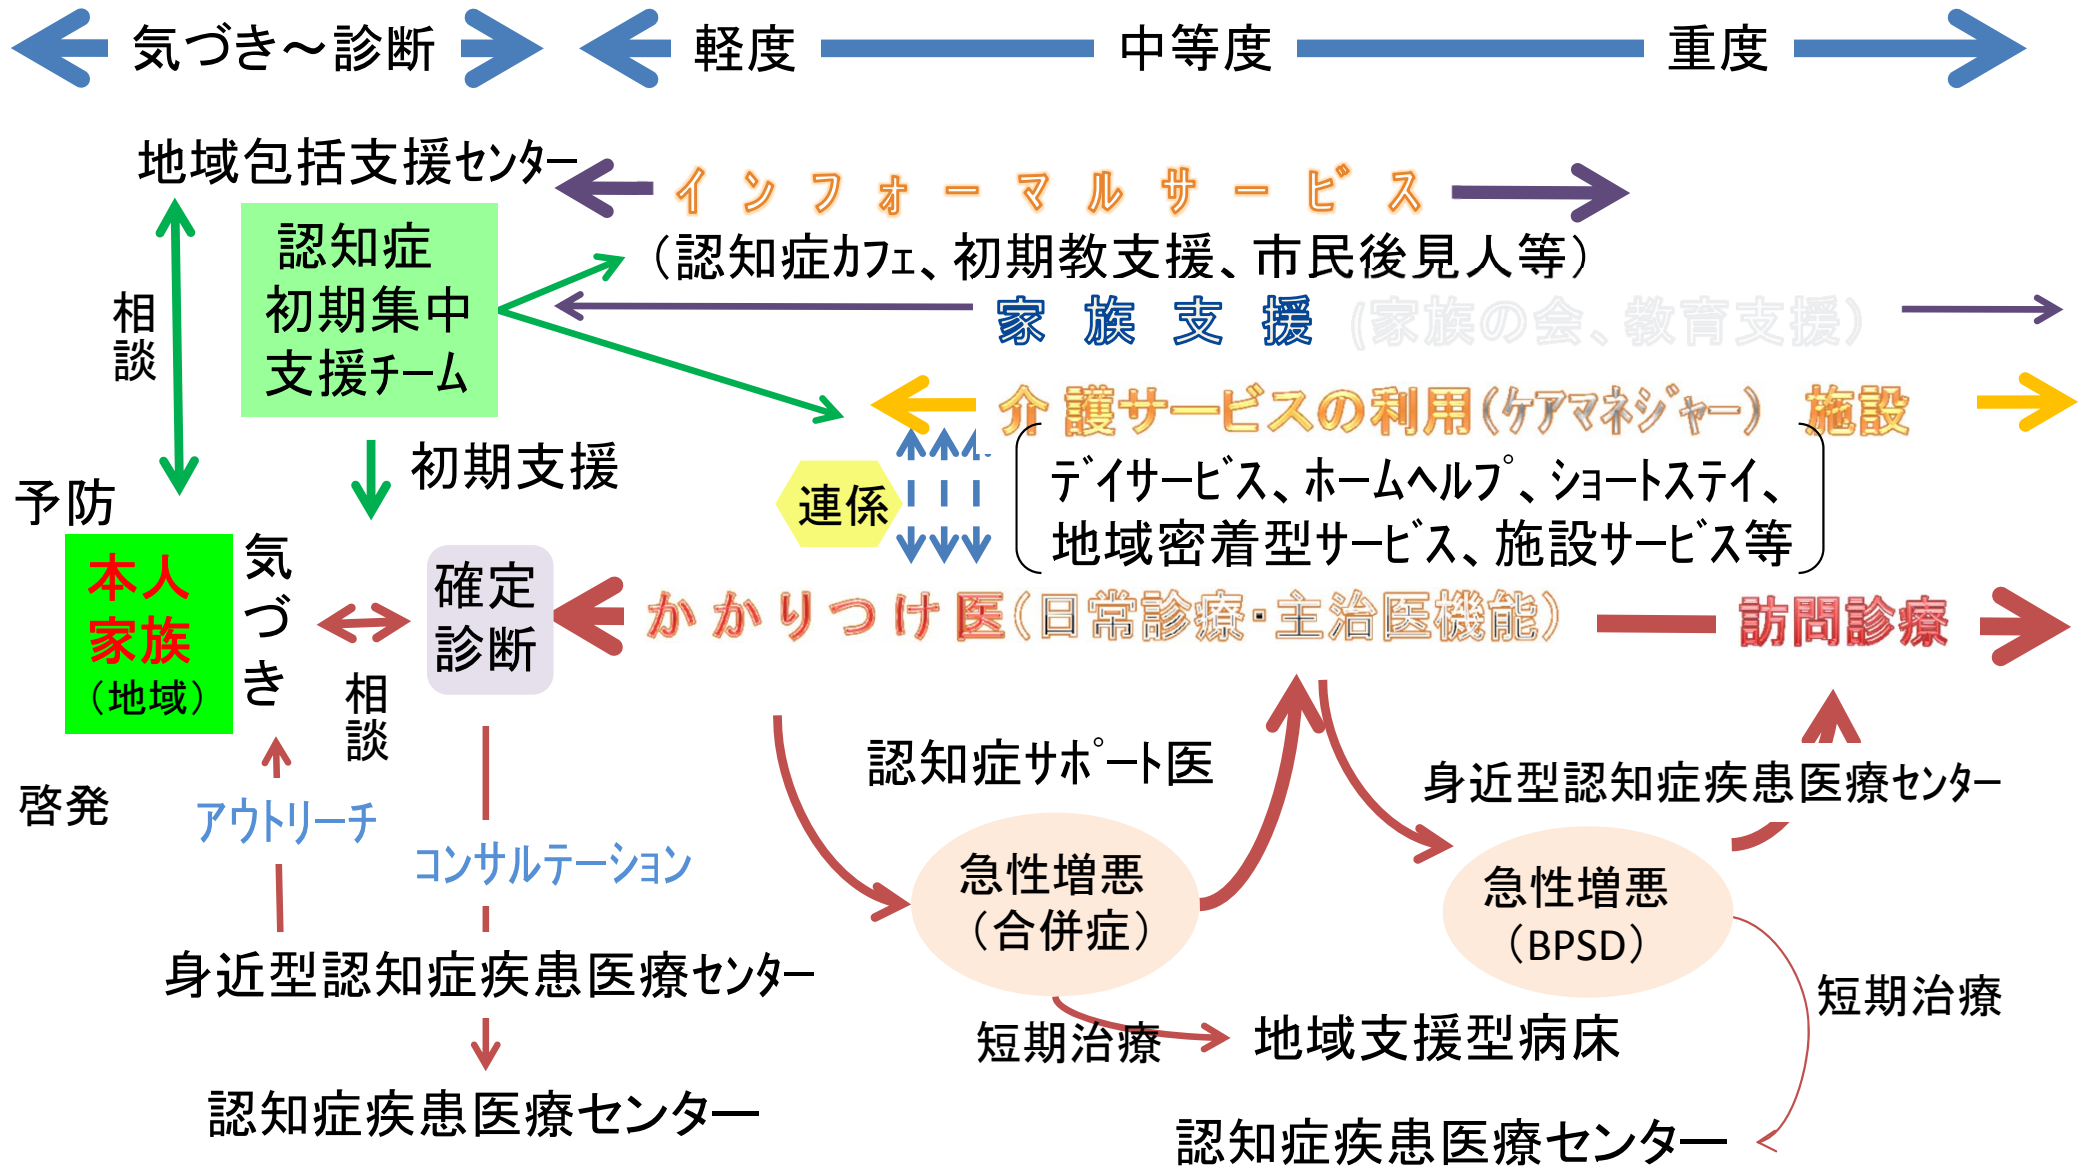 気づき～診断
軽度
中等度
重度
地域包括支援センター
インフォーマルサービス
認知症
初期集中
支援チーム
（認知症カフェ、初期教支援、市民後見人等）
家族支援（家族の会、教育支援）
相談
介護サービスの利用（ケアマネジャー） 施設
初期支援
連係
デイサービス、ホームヘルプ、ショートステイ、
地域密着型サービス、施設サービス等
予防
本人
家族
（地域）
気づき
確定
診断
かかりつけ医（日常診療・主治医機能）
訪問診療
相談
認知症サポート医
身近型認知症疾患医療センター
啓発
アウトリーチ
コンサルテーション
急性増悪
（合併症）
急性増悪
（BPSD）
身近型認知症疾患医療センター
短期治療
地域支援型病床
短期治療
認知症疾患医療センター
認知症疾患医療センター